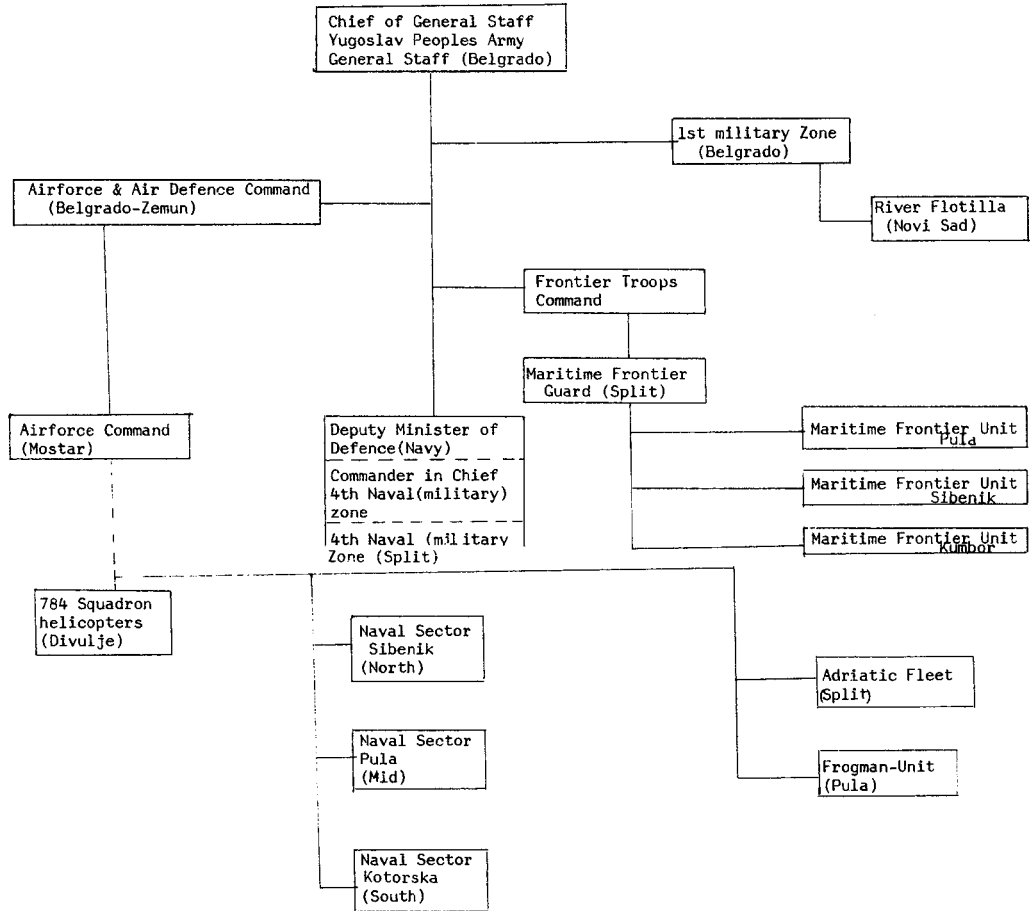 Chief of General Staff
Yugoslav Peoples Army
General Staff (Belgrado)
1st military Zone
(Belgrado)
Airforce & Air Defence Command
(Belgrado-Zemun)
River Flotilla
(Novi Sad)
Frontier Troops
Command
Maritime Frontier
Guard (Split)
Airforce Command
(Mostar)
Deputy Minister of
Defence(Navy)
Commander in Chief
4th Naval(military)
zone
4th Naval (military
Zone (Split)
Maritime Frontier Unit
Pula
Maritime Frontier Unit
Sibenik
Maritime Frontier Unit
Kumbor
784 Squadron
helicopters
(Divulje)
Naval Sector
Sibenik
(North)
Adriatic Fleet
(Split)
Naval Sector
Pula
(Mid)
Frogman-Unit
(Pula)
Naval Sector
Kotorska
(South)